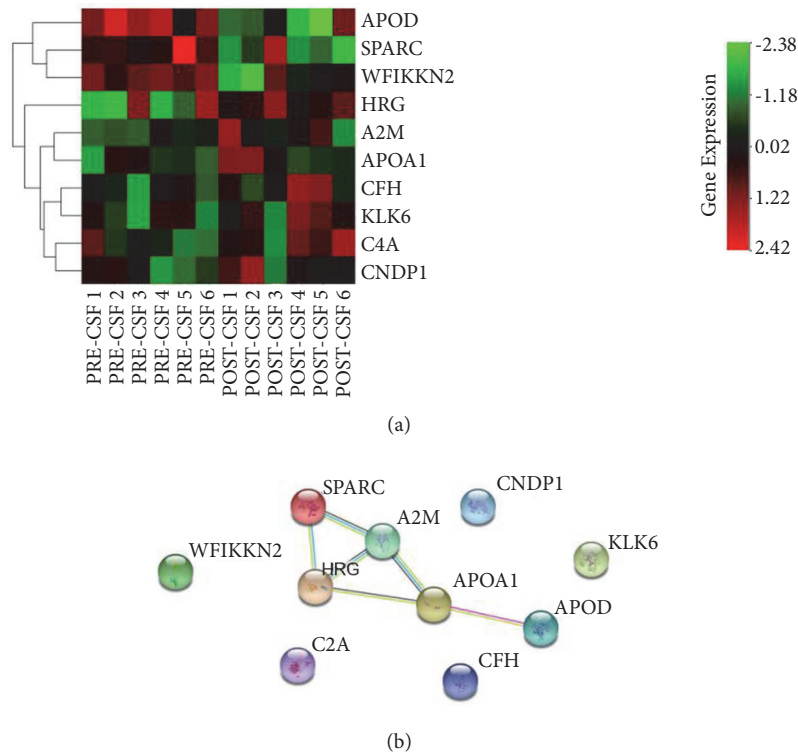 APOD
SPARC
WFIKKN2
HRG
A2M
APOA1
CFH
KLK6
C4A
CNDP1
PRE-CSF 1
PRE-CSF 2
PRE-CSF 3
PRE-CSF 4
PRE-CSF 5
PRE-CSF 6
POST-CSF 1
POST-CSF 2
POST-CSF 3
POST-CSF 4
POST-CSF 5
POST-CSF 6
Gene Expression
-2.38
-1.18
0.02
1.22
2.42
(a)
SPARC
CNDP1
A2M
WFIKKN2
KLK6
HRG
APOA1
APOD
C2A
CFH
(b)